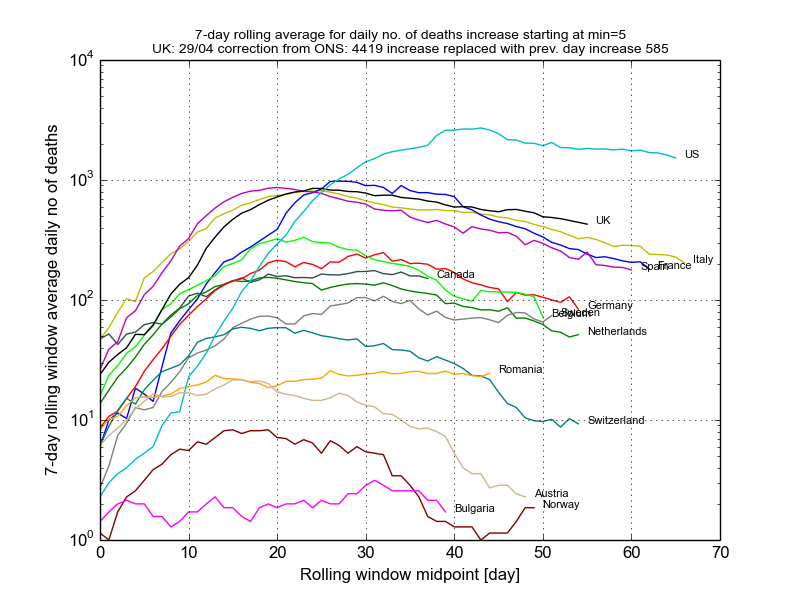 7-day rolling average for daily no. of deaths increase starting at min=5
UK: 29/04 correction from ONS: 4419 increase replaced with prev. day increase 585
7-day rolling window average daily no of deaths
10^4
10^3
10^2
10^1
10^0
US
UK
Italy
France
Spain
Canada
Germany
Sweden
Belgium
Netherlands
Romania
Switzerland
Austria
Norway
Bulgaria
0 10 20 30 40 50 60 70
Rolling window midpoint [day]